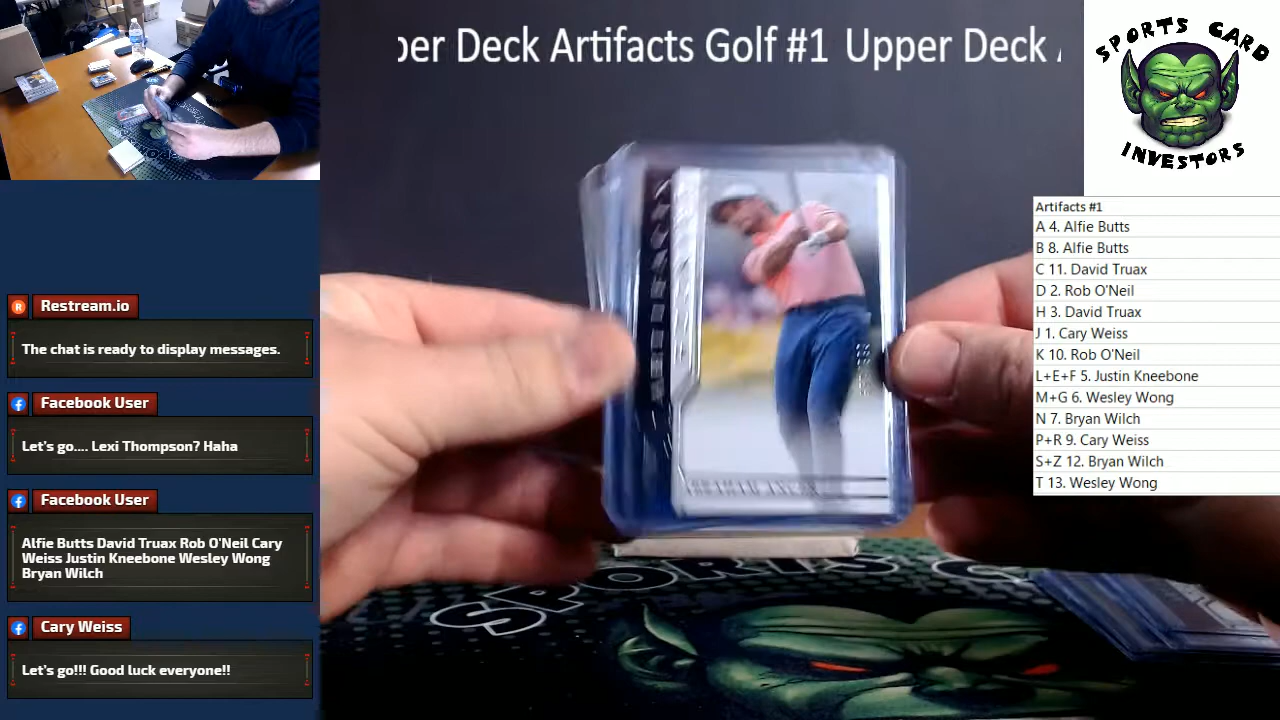 per Deck Artifacts Golf #1 Upper Deck
SPORTS CARD
INVESTORS
Artifacts #1
A 4. Alfie Butts
B 8. Alfie Butts
C 11. David Truax
D 2. Rob O'Neil
H 3. David Truax
J 1. Cary Weiss
K 10. Rob O'Neil
L+E+F 5. Justin Kneebone
M+G 6. Wesley Wong
N 7. Bryan Wilch
P+R 9. Cary Weiss
S+Z 12. Bryan Wilch
T 13. Wesley Wong
R Restream.io
The chat is ready to display messages.
Facebook User
Let's go.... Lexi Thompson? Haha
Facebook User
Alfie Butts David Truax Rob O'Neil Cary
Weiss Justin Kneebone Wesley Wong
Bryan Wilch
Cary Weiss
Let's go!!! Good luck everyone!!
SPORTS C